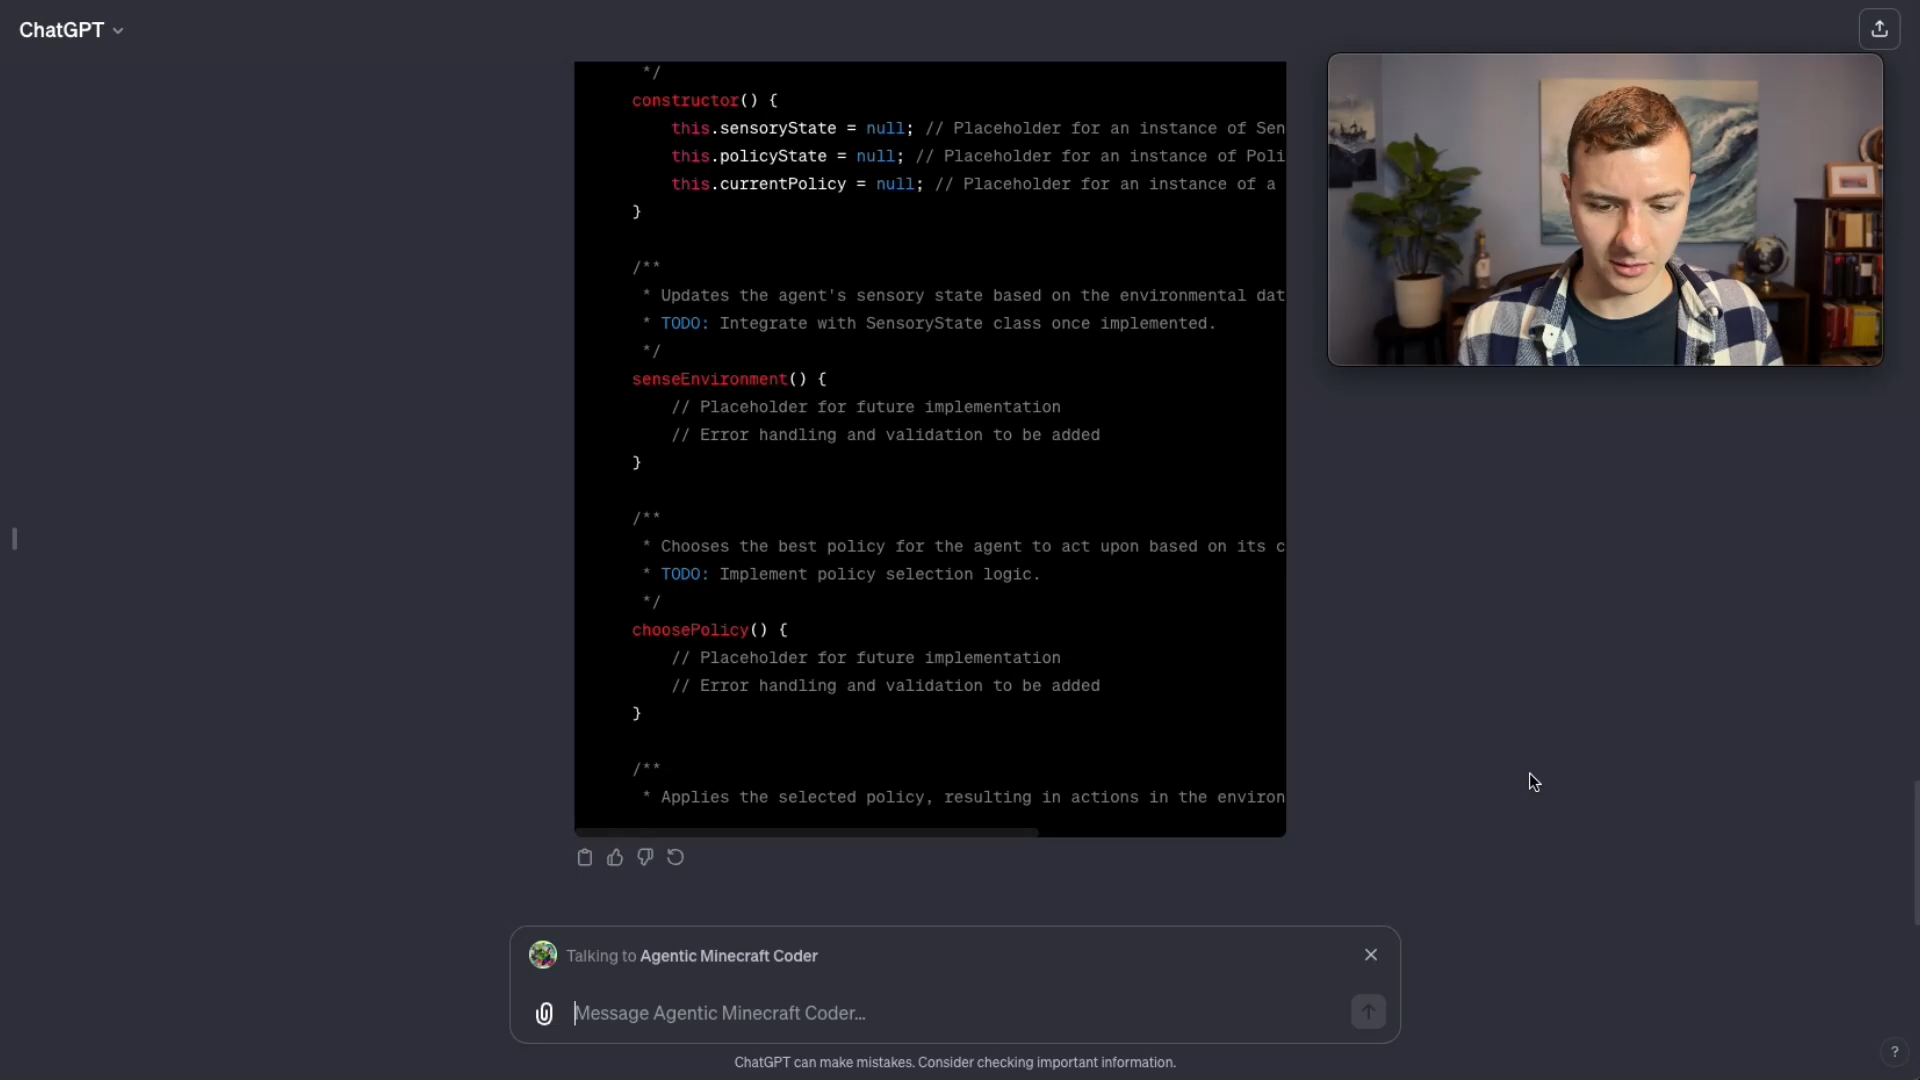 ChatGPT
*/
constructor() {
this.sensoryState = null; // Placeholder for an instance of Sen
this.policyState = null; // Placeholder for an instance of Poli
this.currentPolicy = null; // Placeholder for an instance of a
}
/**
* Updates the agent's sensory state based on the environmental dat
* TODO: Integrate with SensoryState class once implemented.
*/
senseEnvironment() {
// Placeholder for future implementation
// Error handling and validation to be added
}
/**
* Chooses the best policy for the agent to act upon based on its c
* TODO: Implement policy selection logic.
*/
choosePolicy() {
// Placeholder for future implementation
// Error handling and validation to be added
}
/**
* Applies the selected policy, resulting in actions in the environ
Talking to Agentic Minecraft Coder
Message Agentic Minecraft Coder...
ChatGPT can make mistakes. Consider checking important information.
?